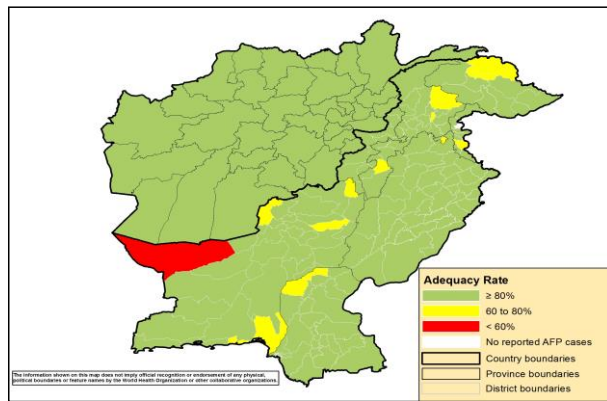 Adequacy Rate
≥ 80%
60 to 80%
< 60%
No reported AFP cases
Country boundaries
Province boundaries
District boundaries
The information shown on this map does not imply official recognition or endorsement of any physical,
political boundaries or feature names by the World Health Organization or other collaborative organizations.